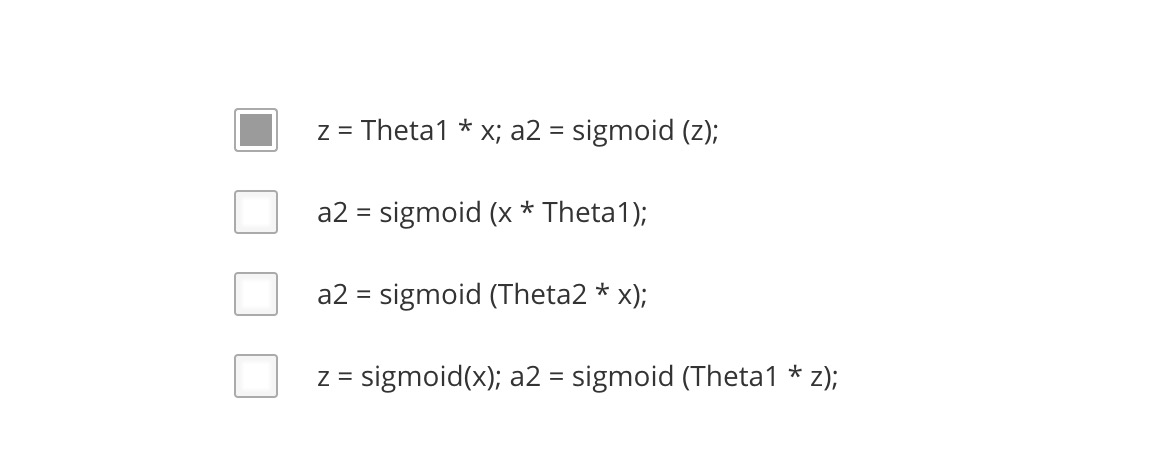 z = Theta1 * x; a2 = sigmoid (z);
a2 = sigmoid (x * Theta1);
a2 = sigmoid (Theta2 * x);
z = sigmoid(x); a2 = sigmoid (Theta1 * z);